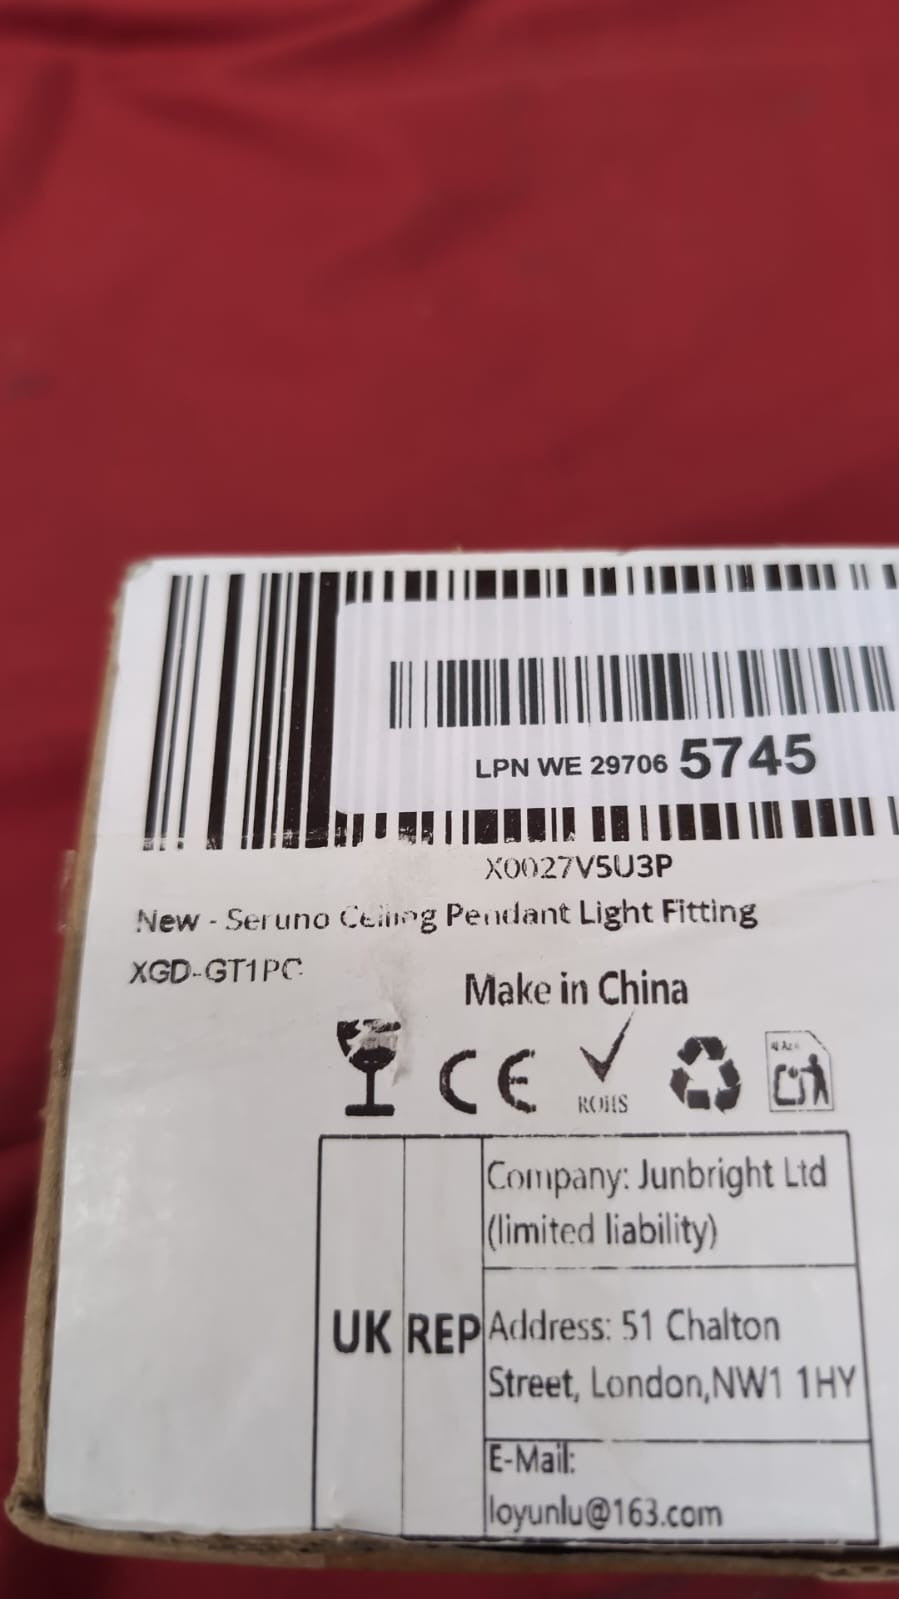 LPN WE 29706 5745
X0027V5U3P
New - Seruno Ceiling Pendant Light Fitting
XGD-GT1PC
Make in China
CE
ROHS
UK REP
Company: Junbright Ltd
(limited liability)
Address: 51 Chalton
Street, London,NW1 1HY
E-Mail:
loyunlu@163.com